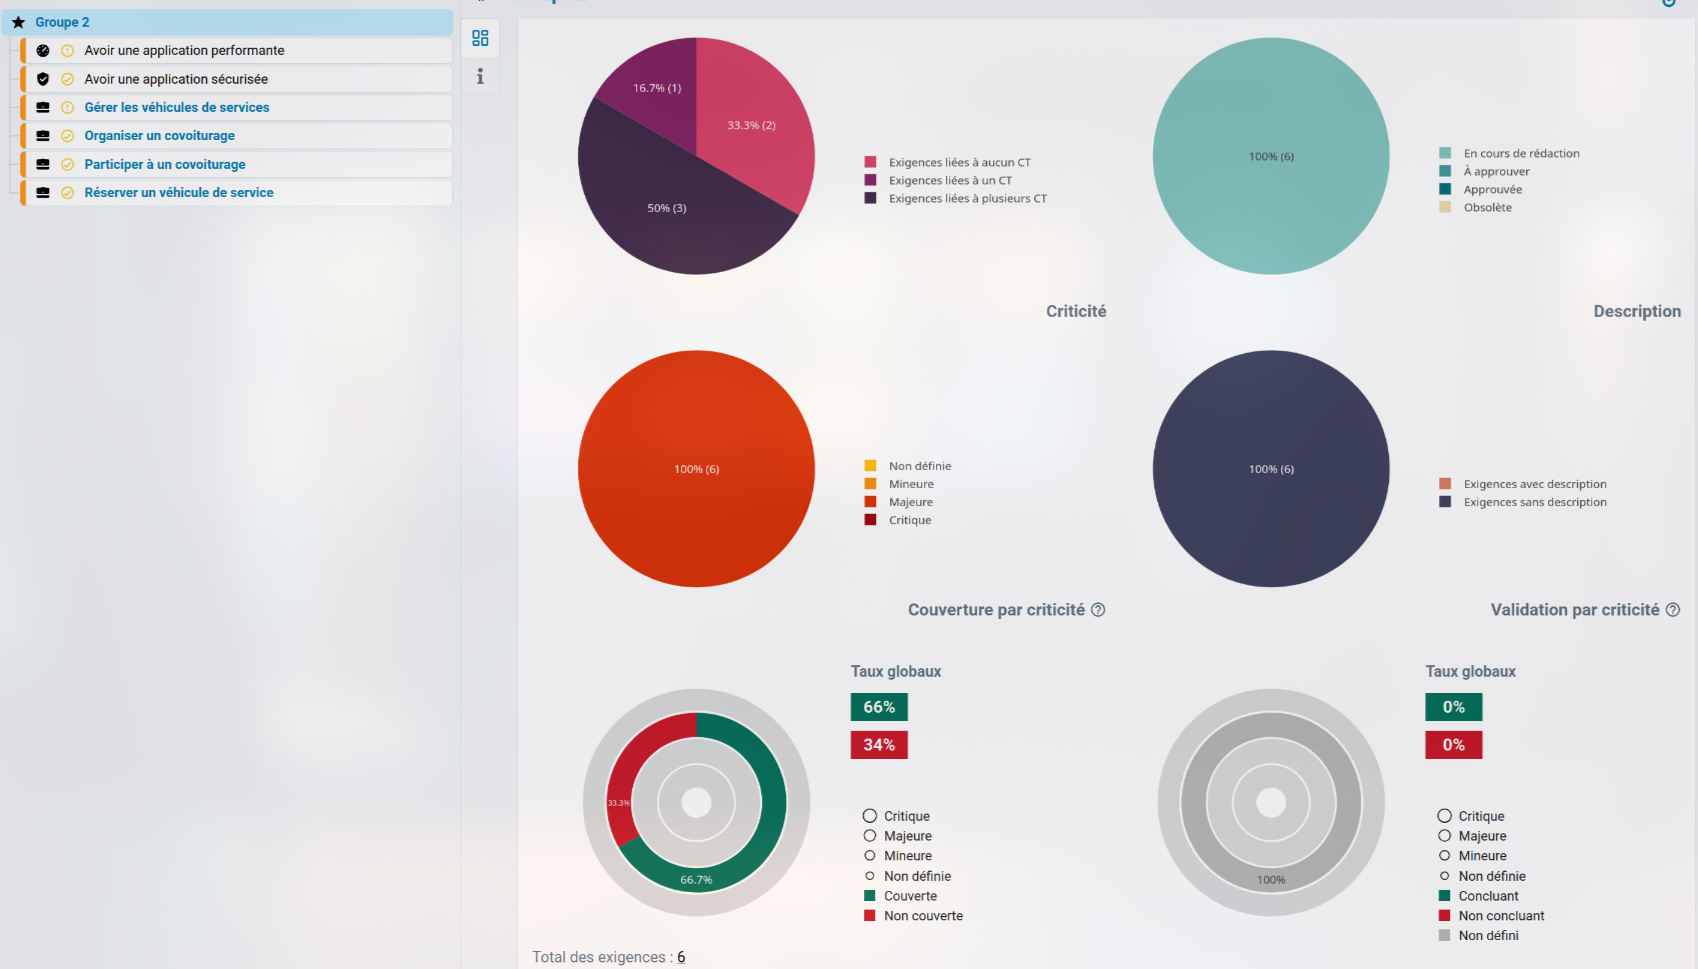 Groupe 2
Avoir une application performante
Avoir une application sécurisée
Gérer les véhicules de services
Organiser un covoiturage
Participer à un covoiturage
Réserver un véhicule de service
16.7% (1)
33.3% (2)
50% (3)
Exigences liées à aucun CT
Exigences liées à un CT
Exigences liées à plusieurs CT
100% (6)
En cours de rédaction
À approuver
Approuvée
Obsolète
Criticité
Description
100% (6)
Non définie
Mineure
Majeure
Critique
100% (6)
Exigences avec description
Exigences sans description
Couverture par criticité
Validation par criticité
Taux globaux
66%
34%
33.3%
66.7%
Critique
Majeure
Mineure
Non définie
Couverte
Non couverte
Taux globaux
0%
0%
100%
Critique
Majeure
Mineure
Non définie
Concluant
Non concluant
Non défini
Total des exigences : 6